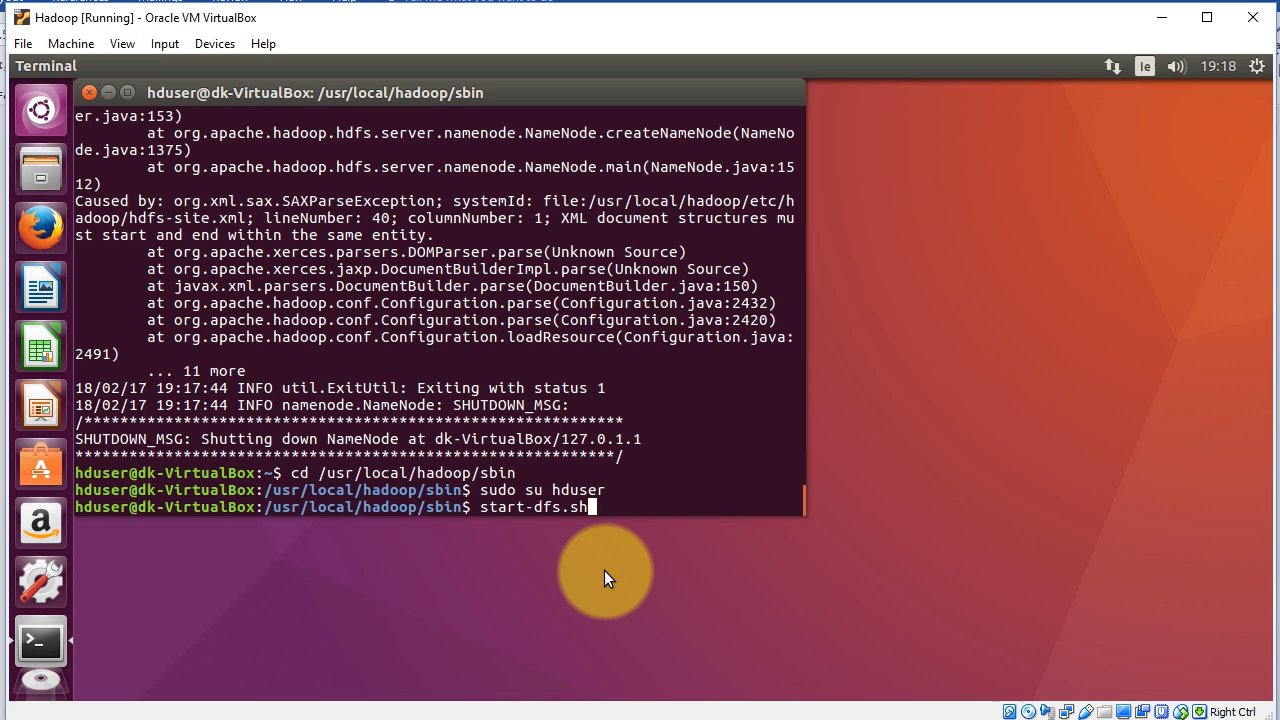 Hadoop [Running] - Oracle VM VirtualBox
File Machine View Input Devices Help
Terminal
Ie 19:18
hduser@dk-VirtualBox: /usr/local/hadoop/sbin
er.java:153)
at org.apache.hadoop.hdfs.server.namenode.NameNode.createNameNode(NameNo
de.java:1375)
at org.apache.hadoop.hdfs.server.namenode.NameNode.main(NameNode.java:15
12)
Caused by: org.xml.sax.SAXParseException; systemId: file:/usr/local/hadoop/etc/h
adoop/hdfs-site.xml; lineNumber: 40; columnNumber: 1; XML document structures mu
st start and end within the same entity.
at org.apache.xerces.parsers.DOMParser.parse(Unknown Source)
at org.apache.xerces.jaxp.DocumentBuilderImpl.parse(Unknown Source)
at javax.xml.parsers.DocumentBuilder.parse(DocumentBuilder.java:150)
at org.apache.hadoop.conf.Configuration.parse(Configuration.java:2432)
at org.apache.hadoop.conf.Configuration.parse(Configuration.java:2420)
at org.apache.hadoop.conf.Configuration.loadResource(Configuration.java:
2491)
... 11 more
18/02/17 19:17:44 INFO util.ExitUtil: Exiting with status 1
18/02/17 19:17:44 INFO namenode.NameNode: SHUTDOWN_MSG:
/************************************************************
SHUTDOWN_MSG: Shutting down NameNode at dk-VirtualBox/127.0.1.1
************************************************************/
hduser@dk-VirtualBox:~$ cd /usr/local/hadoop/sbin
hduser@dk-VirtualBox:/usr/local/hadoop/sbin$ sudo su hduser
hduser@dk-VirtualBox:/usr/local/hadoop/sbin$ start-dfs.sh
Right Ctrl